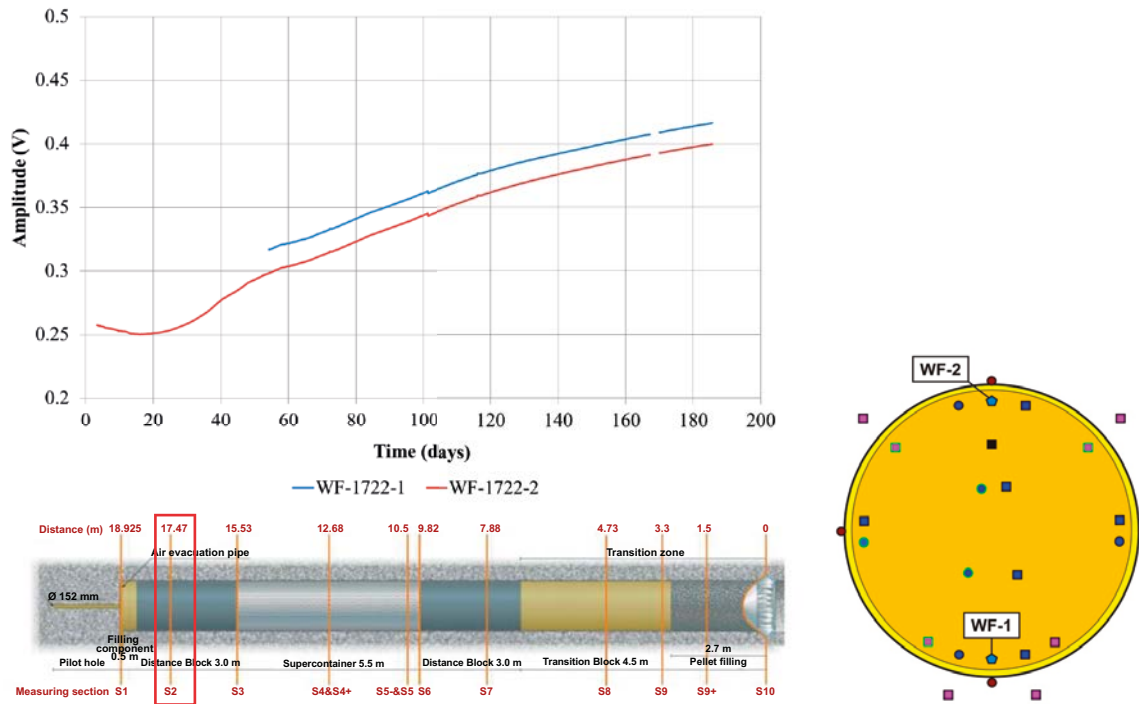 0.5
0.45
0.4
0.35
0.3
0.25
0.2
Amplitude (V)
0 20 40 60 80 100 120 140 160 180 200
Time (days)
WF-1722-1 WF-1722-2
WF-2
WF-1
Distance (m) 18.925 17.47 15.53 12.68 10.5 9.82 7.88 4.73 3.3 1.5 0
Air evacuation pipe Transition zone
Ø 152 mm
Filling
component
0.5 m
2.7 m
Pilot hole Distance Block 3.0 m Supercontainer 5.5 m Distance Block 3.0 m Transition Block 4.5 m Pellet filling
Measuring section S1 S2 S3 S4&S4+ S5-&S5 S6 S7 S8 S9 S9+ S10